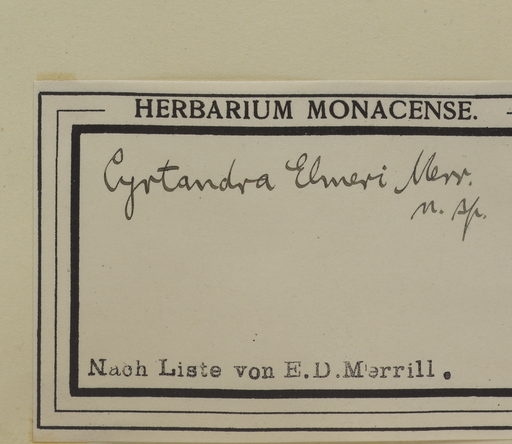 HERBARIUM MONACENSE.
Cyrtandra Elmeri Merr.
n. sp.
Nach Liste von E.D.Merrill.